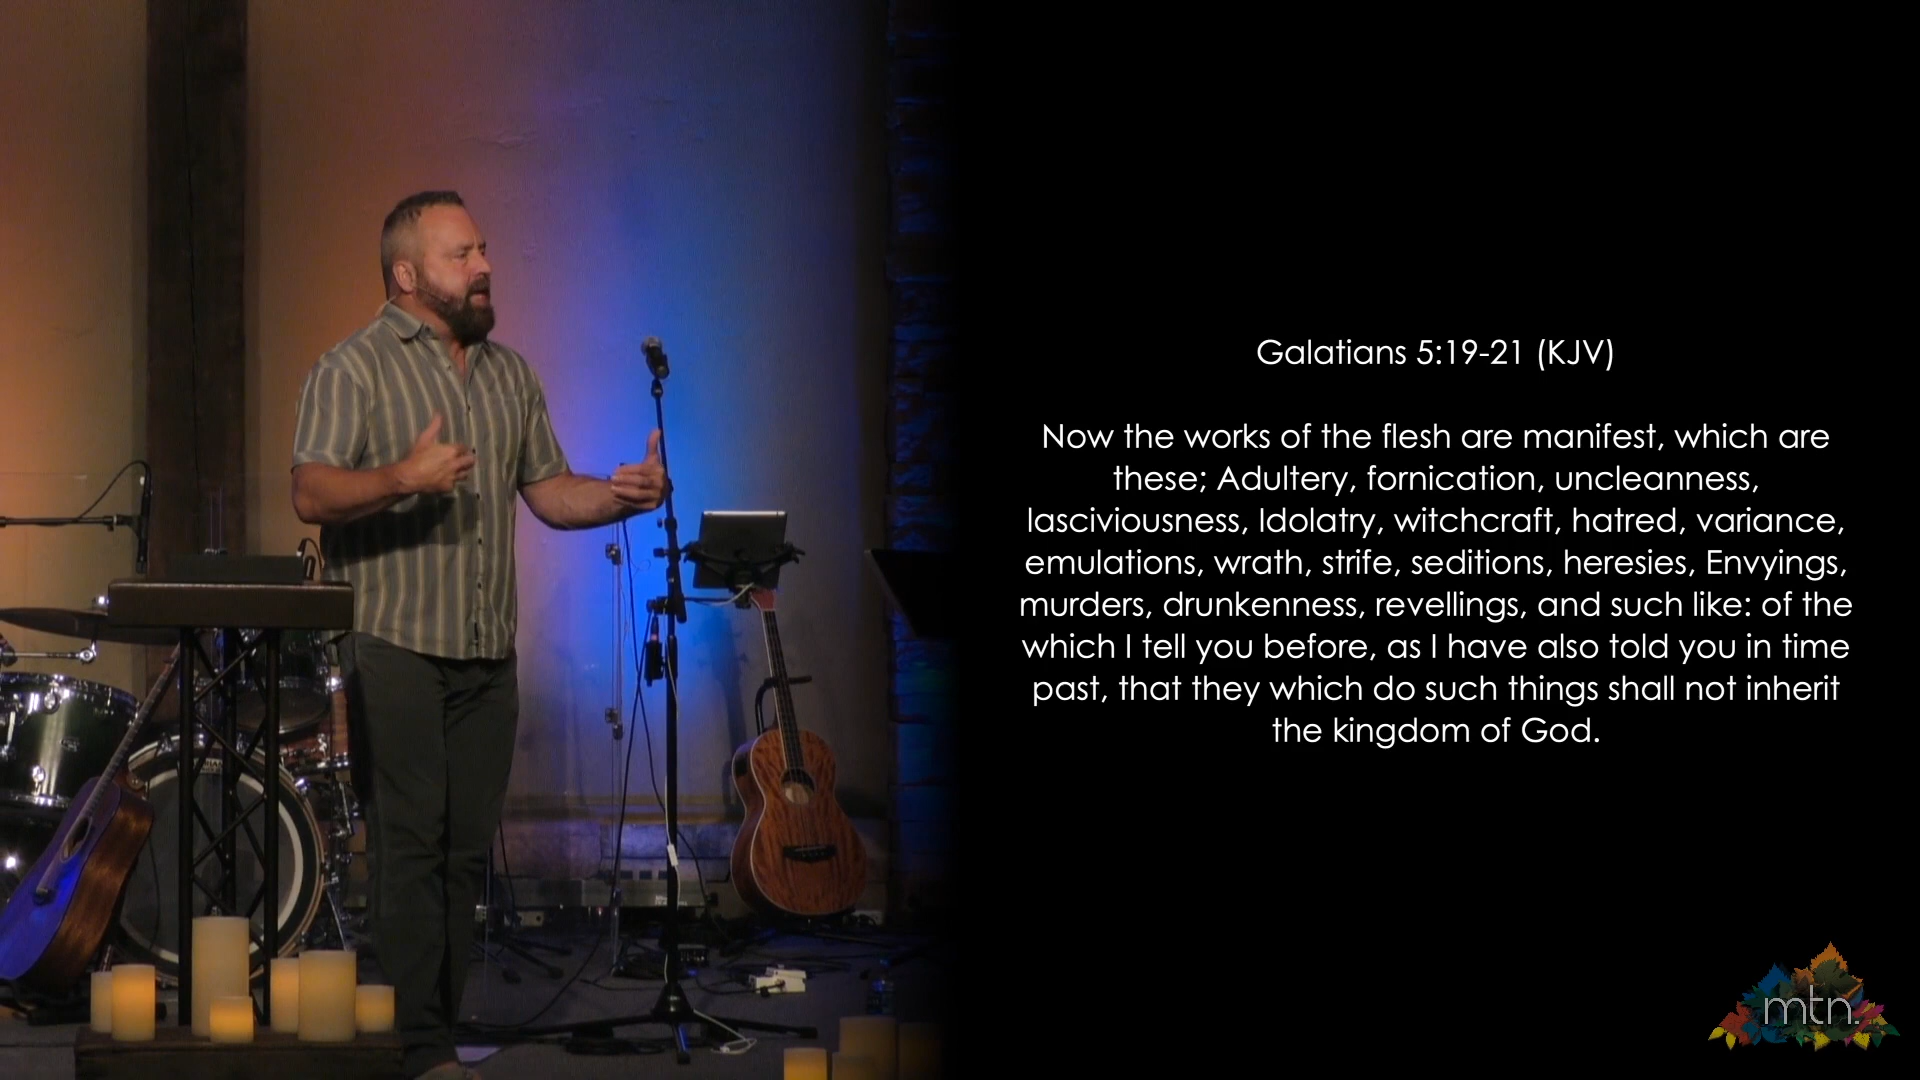 Galatians 5:19-21 (KJV)
Now the works of the flesh are manifest, which are
these; Adultery, fornication, uncleanness,
lasciviousness, Idolatry, witchcraft, hatred, variance,
emulations, wrath, strife, seditions, heresies, Envyings,
murders, drunkenness, revellings, and such like: of the
which I tell you before, as I have also told you in time
past, that they which do such things shall not inherit
the kingdom of God.
mtn.